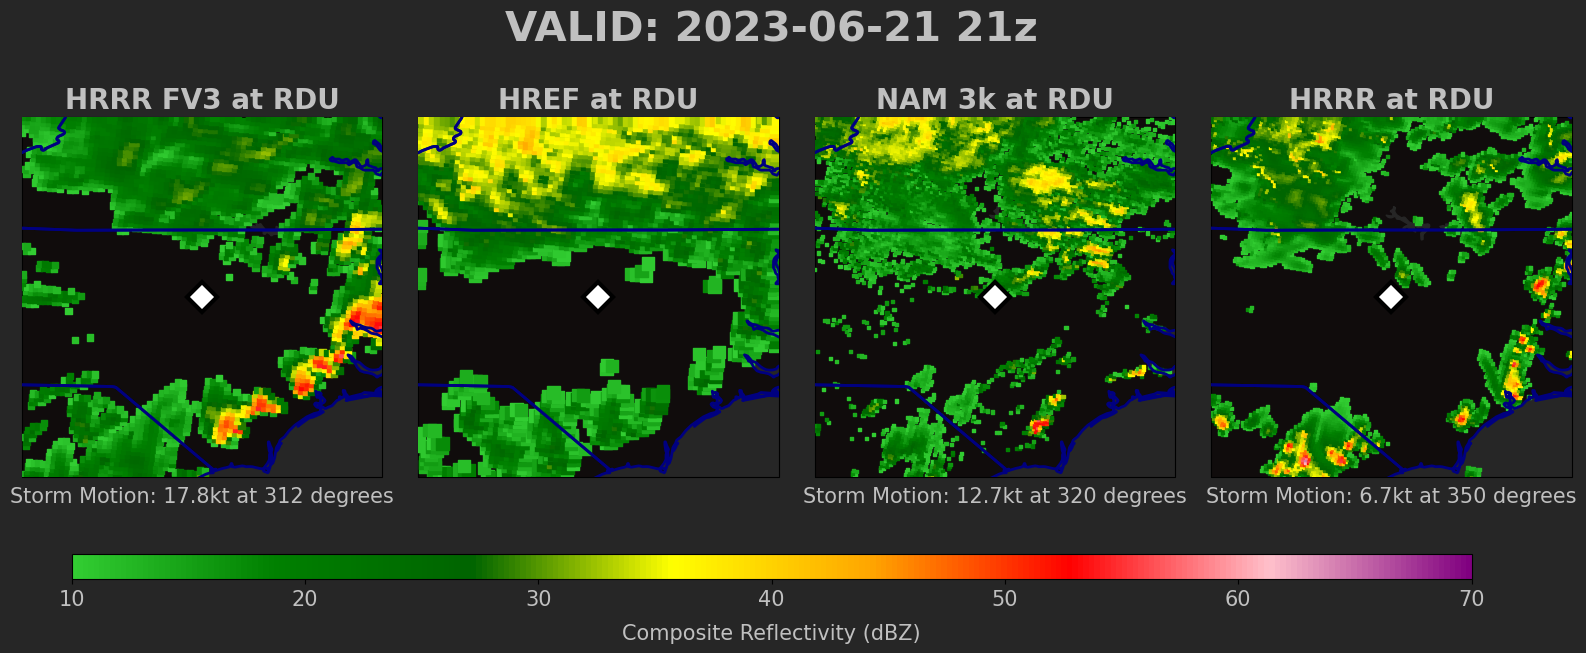 VALID: 2023-06-21 21z
HRRR FV3 at RDU
HREF at RDU
NAM 3k at RDU
HRRR at RDU
Storm Motion: 17.8kt at 312 degrees
Storm Motion: 12.7kt at 320 degrees
Storm Motion: 6.7kt at 350 degrees
10 20 30 40 50 60 70
Composite Reflectivity (dBZ)